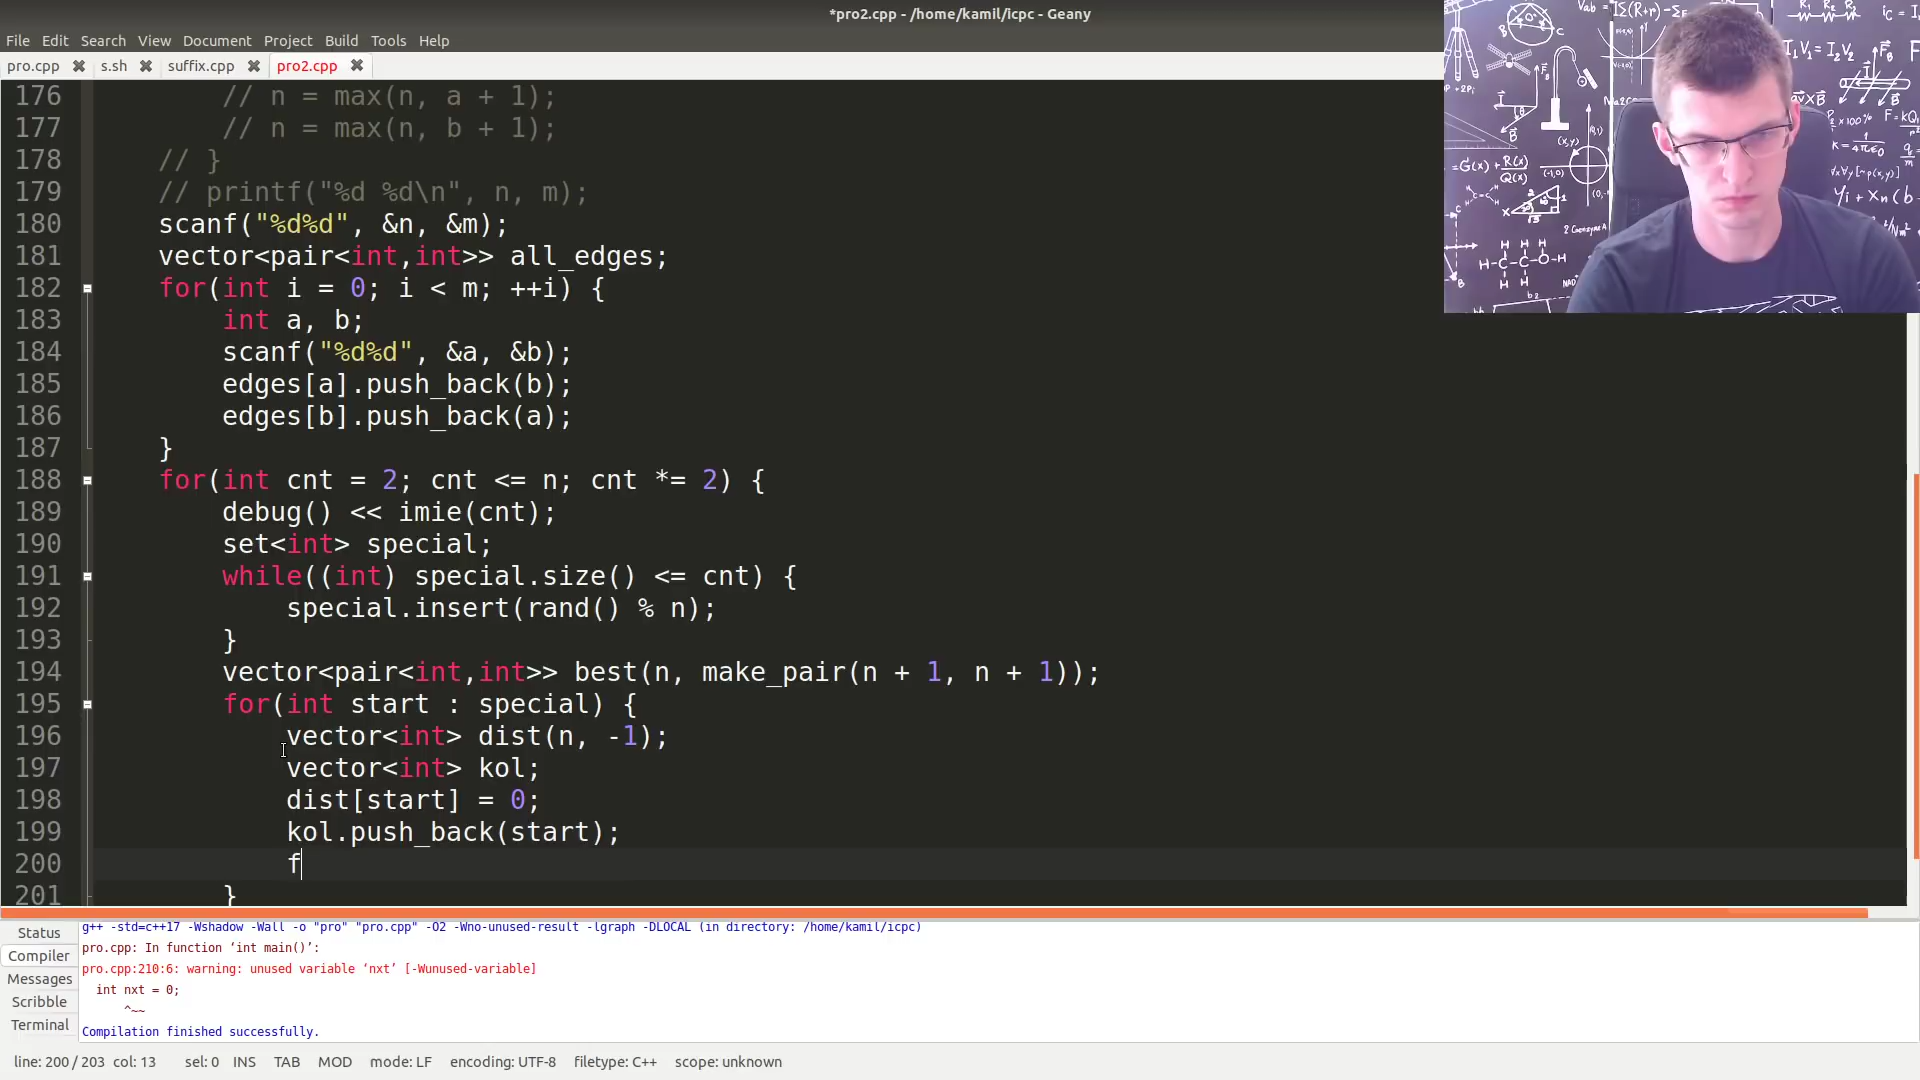 *pro2.cpp - /home/kamil/icpc - Geany
File Edit Search View Document Project Build Tools Help
pro.cpp s.sh suffix.cpp pro2.cpp
176 // n = max(n, a + 1);
177 // n = max(n, b + 1);
178 // }
179 // printf("%d %d\n", n, m);
180 scanf("%d%d", &n, &m);
181 vector<pair<int,int>> all_edges;
182 for(int i = 0; i < m; ++i) {
183 int a, b;
184 scanf("%d%d", &a, &b);
185 edges[a].push_back(b);
186 edges[b].push_back(a);
187 }
188 for(int cnt = 2; cnt <= n; cnt *= 2) {
189 debug() << imie(cnt);
190 set<int> special;
191 while((int) special.size() <= cnt) {
192 special.insert(rand() % n);
193 }
194 vector<pair<int,int>> best(n, make_pair(n + 1, n + 1));
195 for(int start : special) {
196 vector<int> dist(n, -1);
197 vector<int> kol;
198 dist[start] = 0;
199 kol.push_back(start);
200 f
201 }
Status
Compiler
Messages
Scribble
Terminal
g++ -std=c++17 -Wshadow -Wall -o "pro" "pro.cpp" -O2 -Wno-unused-result -lgraph -DLOCAL (in directory: /home/kamil/icpc)
pro.cpp: In function ‘int main()’:
pro.cpp:210:6: warning: unused variable ‘nxt’ [-Wunused-variable]
int nxt = 0;
^~~
Compilation finished successfully.
line: 200 / 203 col: 13 sel: 0 INS TAB MOD mode: LF encoding: UTF-8 filetype: C++ scope: unknown